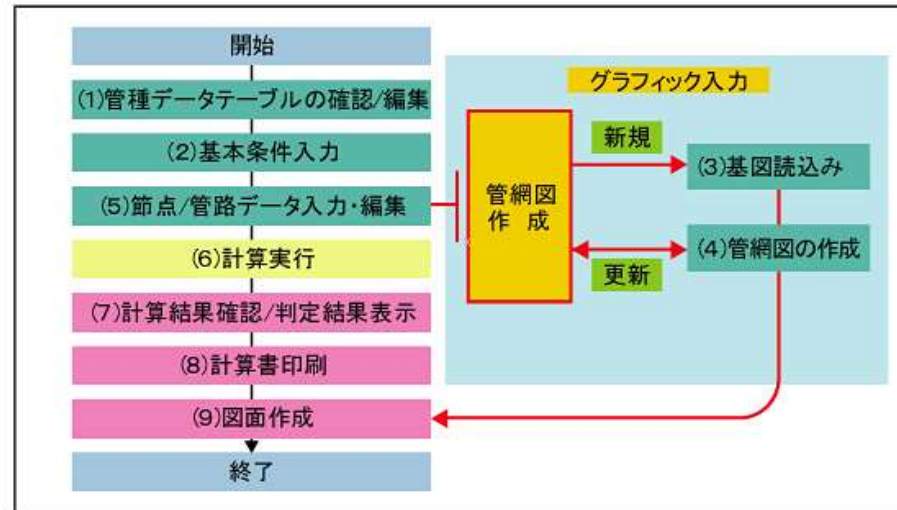 開始
(1)管種データテーブルの確認/編集
(2)基本条件入力
(5)節点/管路データ入力・編集
(6)計算実行
(7)計算結果確認/判定結果表示
(8)計算書印刷
(9)図面作成
終了
グラフィック入力
管網図
作 成
新規
更新
(3)基図読込み
(4)管網図の作成